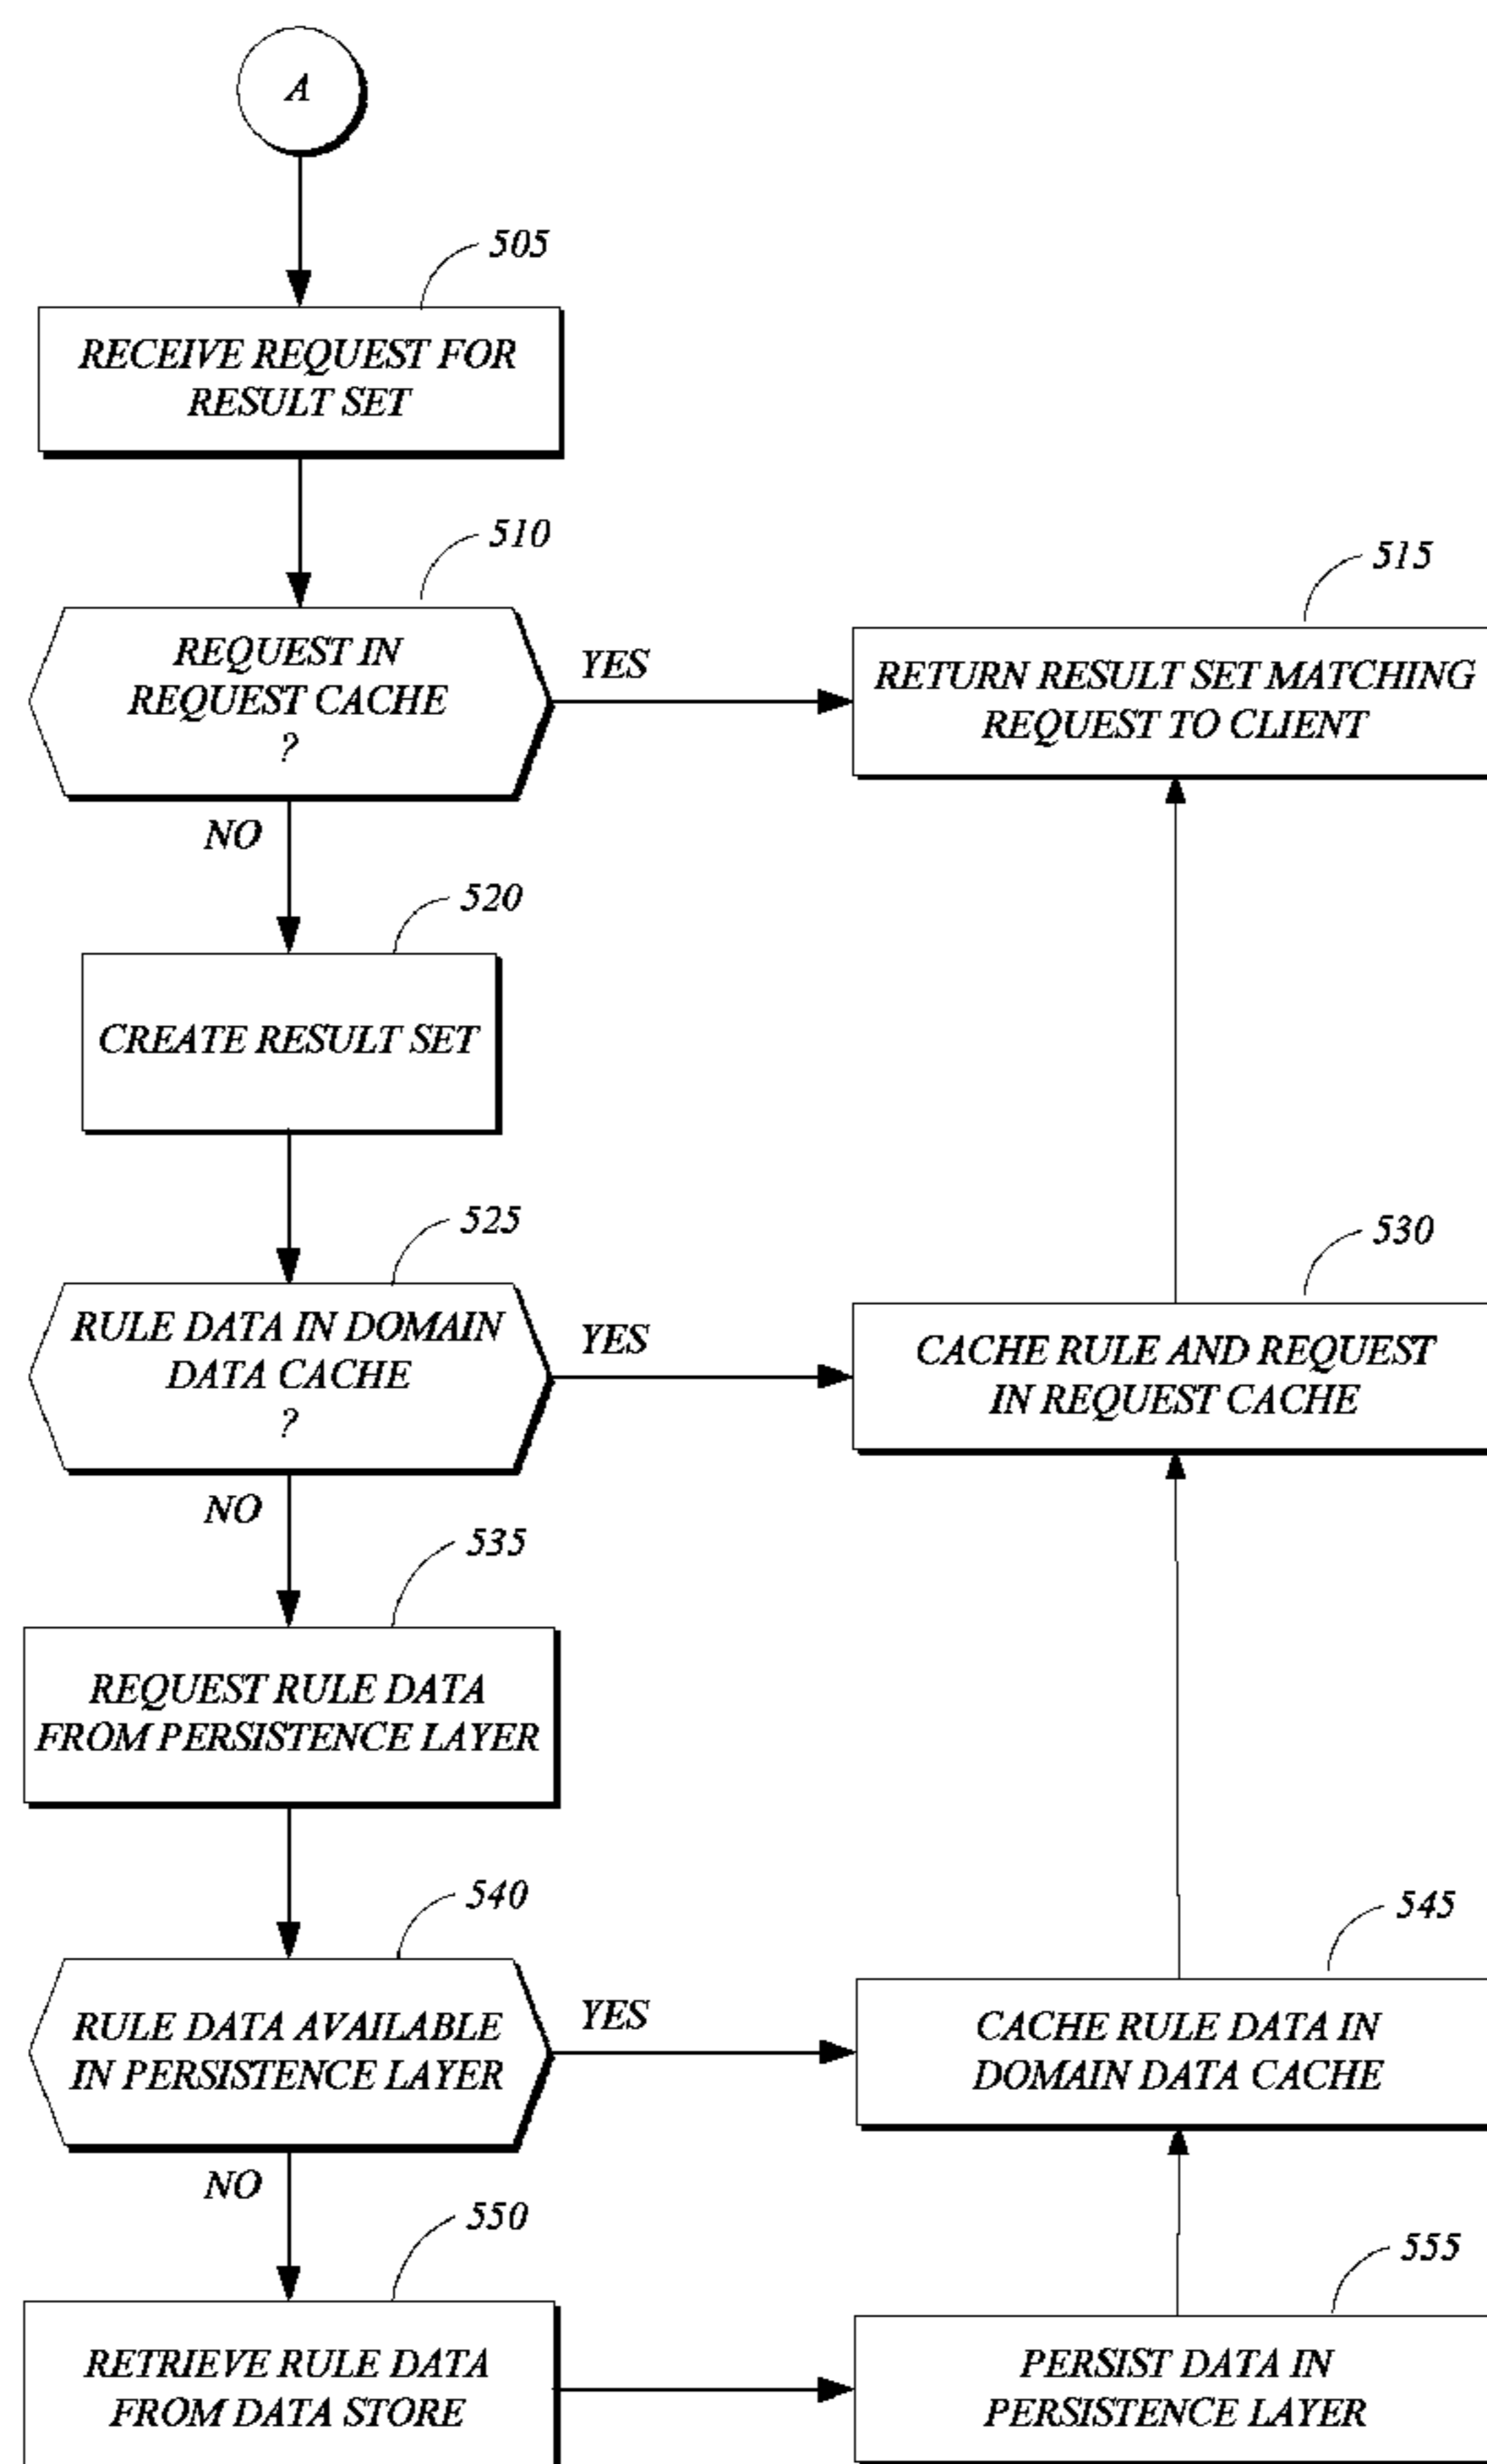 A
505
RECEIVE REQUEST FOR
RESULT SET
510
REQUEST IN
REQUEST CACHE
?
YES
NO
515
RETURN RESULT SET MATCHING
REQUEST TO CLIENT
520
CREATE RESULT SET
525
RULE DATA IN DOMAIN
DATA CACHE
?
YES
NO
530
CACHE RULE AND REQUEST
IN REQUEST CACHE
535
REQUEST RULE DATA
FROM PERSISTENCE LAYER
540
RULE DATA AVAILABLE
IN PERSISTENCE LAYER
YES
NO
545
CACHE RULE DATA IN
DOMAIN DATA CACHE
550
RETRIEVE RULE DATA
FROM DATA STORE
555
PERSIST DATA IN
PERSISTENCE LAYER